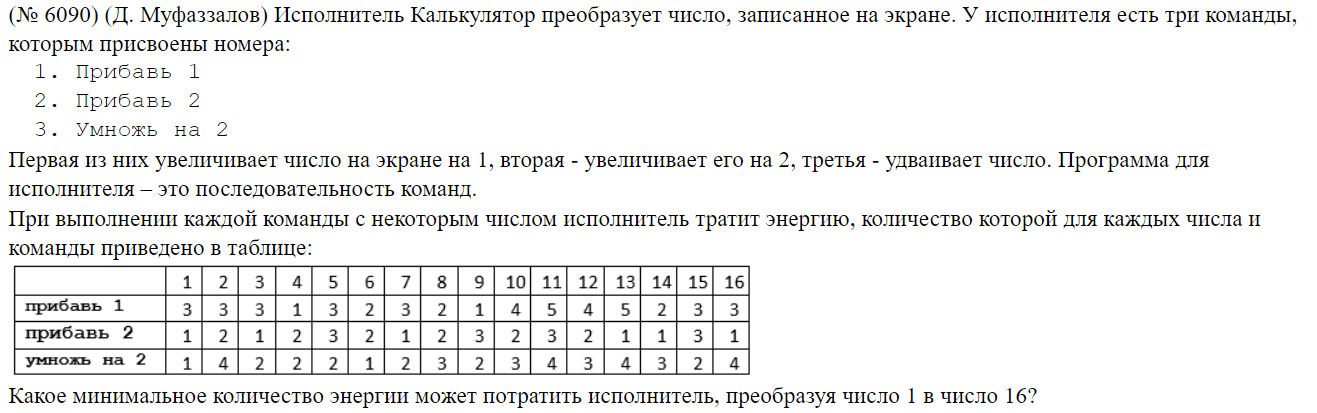 (№ 6090) (Д. Муфаззалов) Исполнитель Калькулятор преобразует число, записанное на экране. У исполнителя есть три команды,
которым присвоены номера:
1. Прибавь 1
2. Прибавь 2
3. Умножь на 2
Первая из них увеличивает число на экране на 1, вторая - увеличивает его на 2, третья - удваивает число. Программа для
исполнителя – это последовательность команд.
При выполнении каждой команды с некоторым числом исполнитель тратит энергию, количество которой для каждых числа и
команды приведено в таблице:
1 2 3 4 5 6 7 8 9 10 11 12 13 14 15 16
прибавь 1 3 3 3 1 3 2 3 2 1 4 5 4 5 2 3 3
прибавь 2 1 2 1 2 3 2 1 2 3 2 3 2 1 1 3 1
умножь на 2 1 4 2 2 2 1 2 3 2 3 4 3 4 3 2 4
Какое минимальное количество энергии может потратить исполнитель, преобразуя число 1 в число 16?